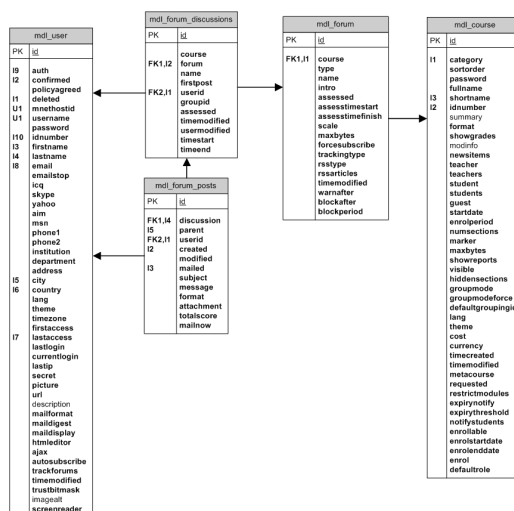 mdl_user
PK id
I9 auth
I2 confirmed
policyagreed
I1 deleted
U1 mnethostid
U1 username
password
I10 idnumber
I3 firstname
I4 lastname
I8 email
emailstop
icq
skype
yahoo
aim
msn
phone1
phone2
institution
department
address
I5 city
I6 country
lang
theme
timezone
firstaccess
I7 lastaccess
lastlogin
currentlogin
lastip
secret
picture
url
description
mailformat
maildigest
maildisplay
htmleditor
ajax
autosubscribe
trackforums
timemodified
trustbitmask
imagealt
screenreader
mdl_forum_discussions
PK id
course
FK1,I2 forum
name
firstpost
FK2,I1 userid
groupid
assessed
timemodified
usermodified
timestart
timeend
mdl_forum_posts
PK id
FK1,I4 discussion
I5 parent
FK2,I1 userid
I2 created
modified
I3 mailed
subject
message
format
attachment
totalscore
mailnow
mdl_forum
PK id
FK1,I1 course
type
name
intro
assessed
assesstimestart
assesstimefinish
scale
maxbytes
forcesubscribe
trackingtype
rsstype
rssarticles
timemodified
warnafter
blockafter
blockperiod
mdl_course
PK id
I1 category
sortorder
password
fullname
I3 shortname
I2 idnumber
summary
format
showgrades
modinfo
newsitems
teacher
teachers
student
students
guest
startdate
enrolperiod
numsections
marker
maxbytes
showreports
visible
hiddensections
groupmode
groupmodeforce
defaultgroupingid
lang
theme
cost
currency
timecreated
timemodified
metacourse
requested
restrictmodules
expirynotify
expirythreshold
notifystudents
enrollable
enrolstartdate
enrolenddate
enrol
defaultrole